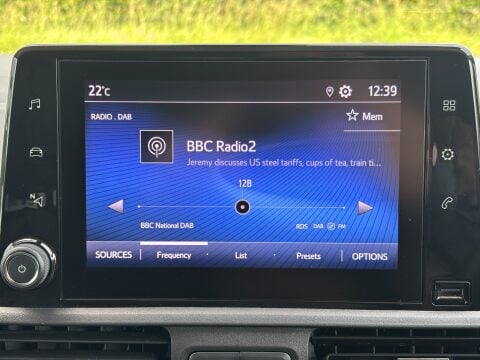 22°C 12:39
RADIO . DAB
Mem
BBC Radio2
Jeremy discusses US steel tariffs, cups of tea, train ti...
12B
BBC National DAB
RDS DAB FM
SOURCES Frequency List Presets OPTIONS
N